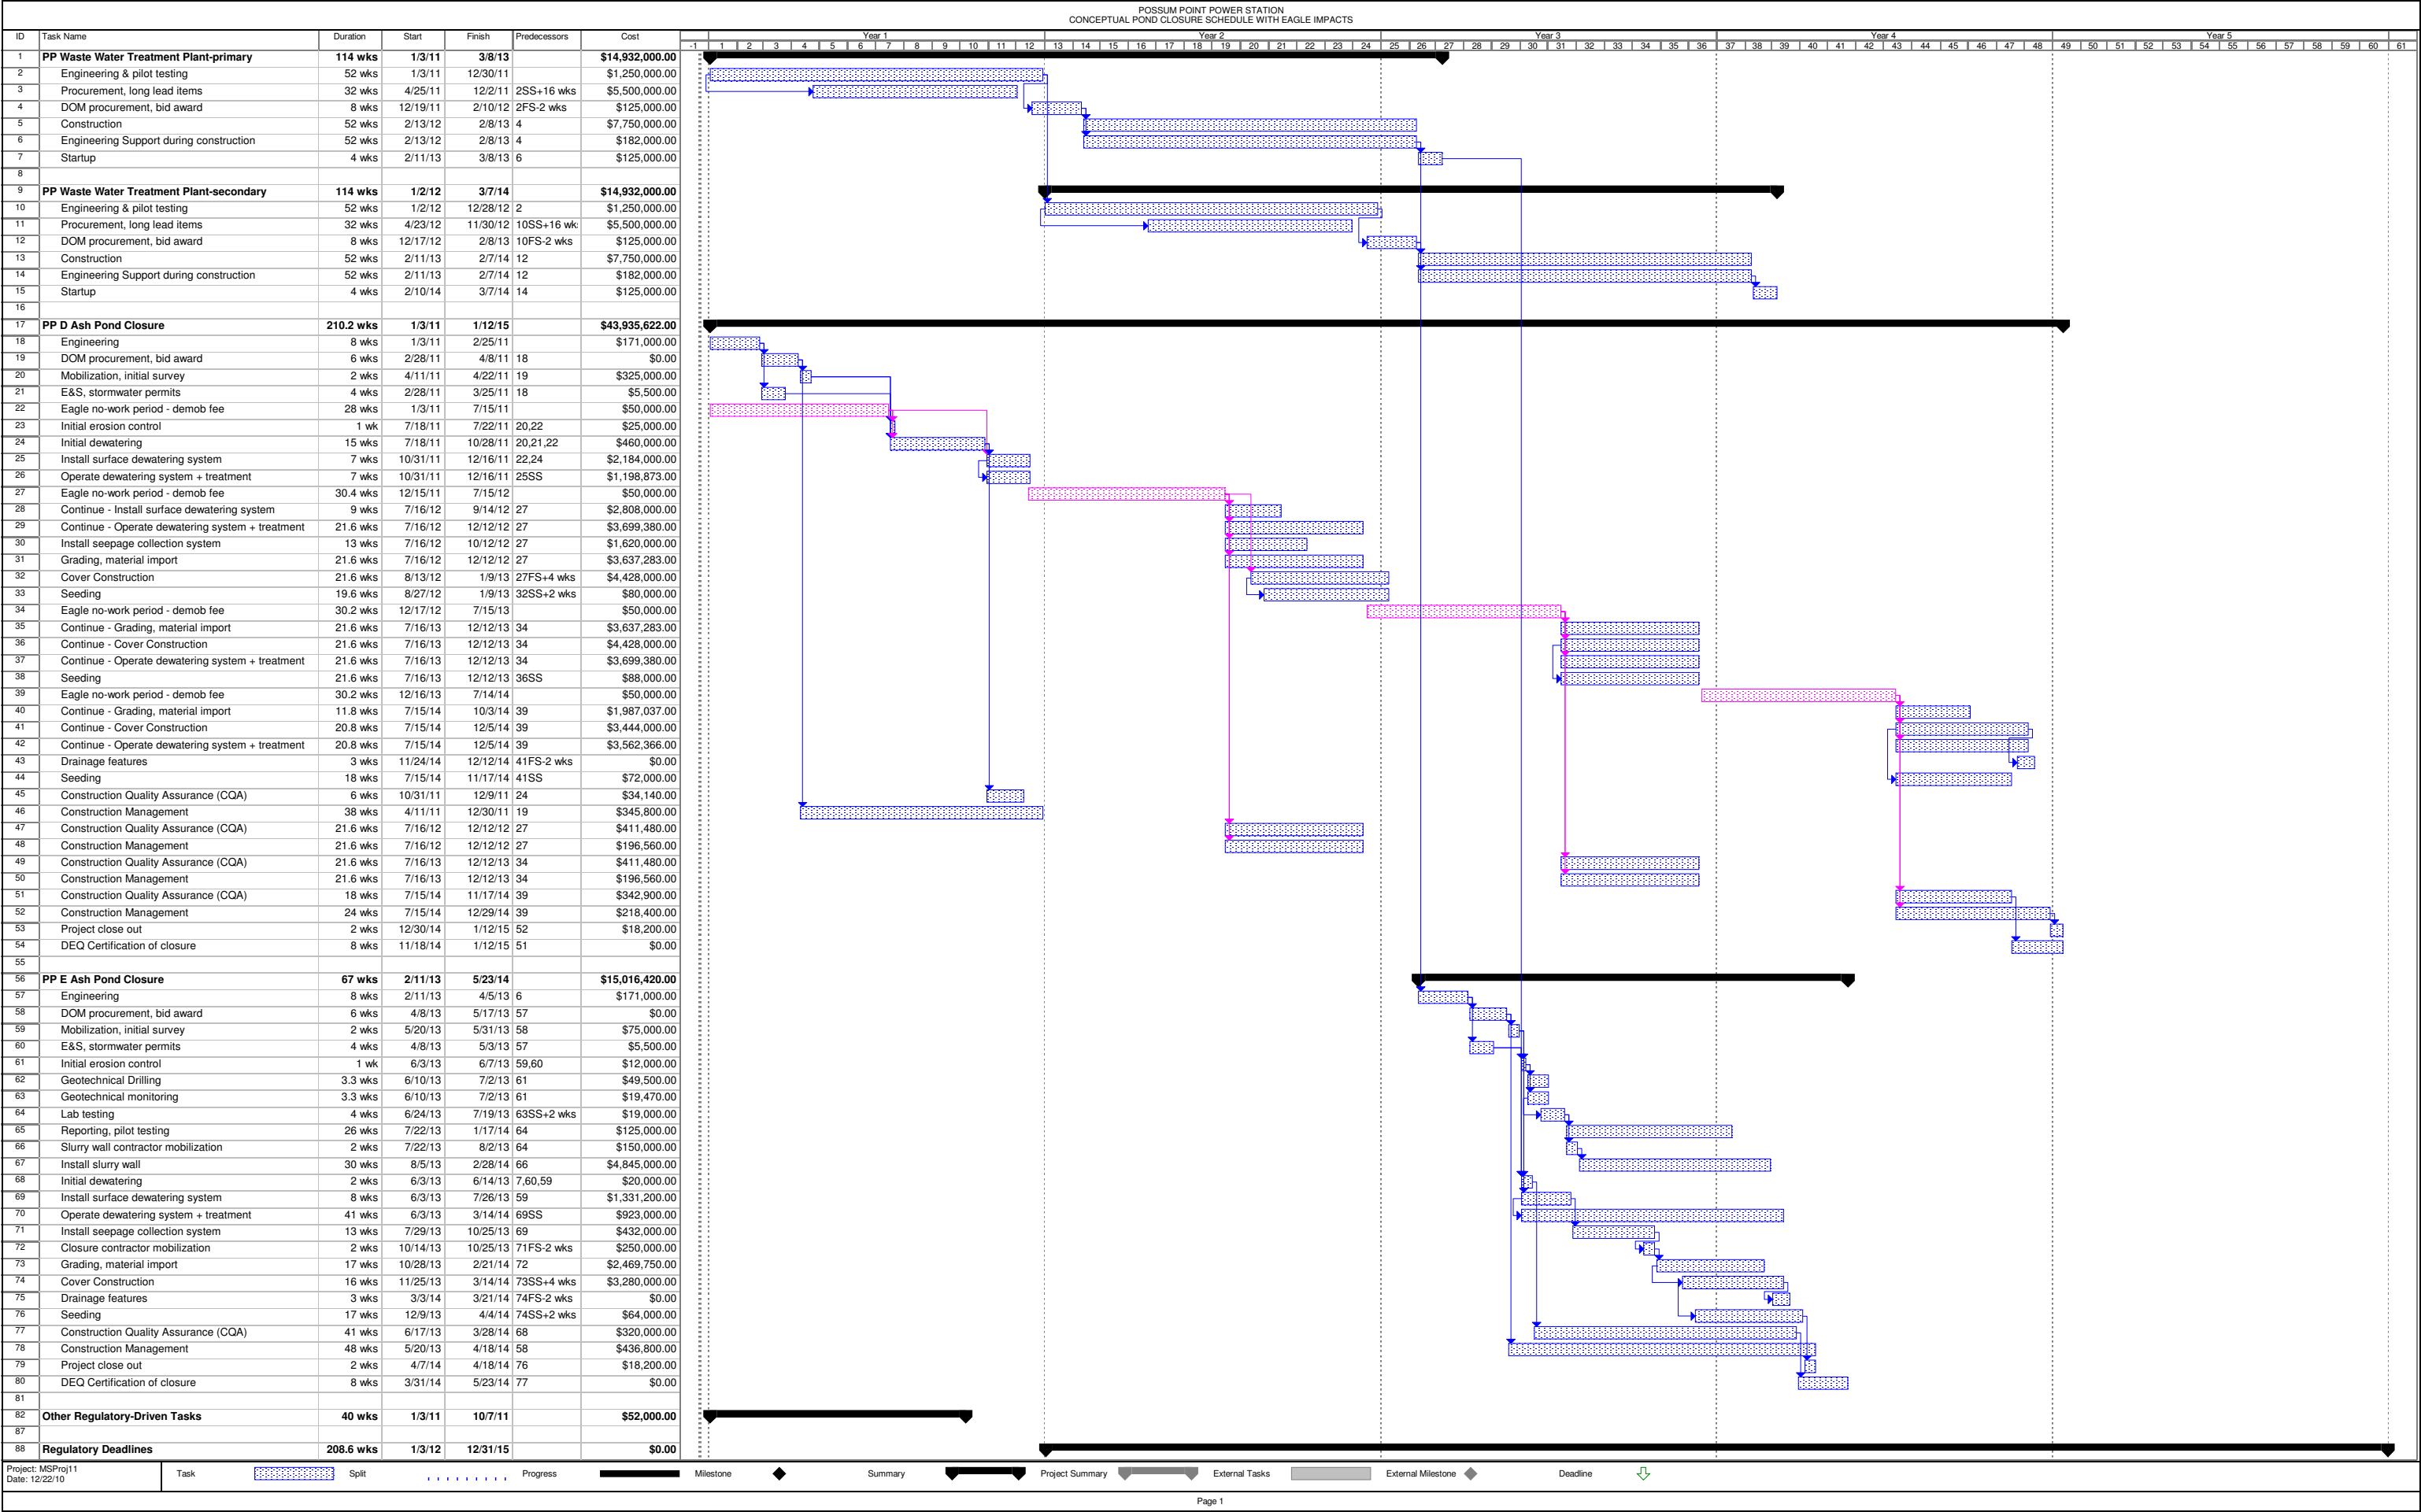 POSSUM POINT POWER STATION
CONCEPTUAL POND CLOSURE SCHEDULE WITH EAGLE IMPACTS
ID Task Name Duration Start Finish Predecessors Cost Year 1 Year 2 Year 3 Year 4 Year 5
-1 1 2 3 4 5 6 7 8 9 10 11 12 13 14 15 16 17 18 19 20 21 22 23 24 25 26 27 28 29 30 31 32 33 34 35 36 37 38 39 40 41 42 43 44 45 46 47 48 49 50 51 52 53 54 55 56 57 58 59 60 61
1 PP Waste Water Treatment Plant-primary 114 wks 1/3/11 3/8/13 $14,932,000.00
2 Engineering & pilot testing 52 wks 1/3/11 12/30/11 $1,250,000.00
3 Procurement, long lead items 32 wks 4/25/11 12/2/11 2SS+16 wks $5,500,000.00
4 DOM procurement, bid award 8 wks 12/19/11 2/10/12 2FS-2 wks $125,000.00
5 Construction 52 wks 2/13/12 2/8/13 4 $7,750,000.00
6 Engineering Support during construction 52 wks 2/13/12 2/8/13 4 $182,000.00
7 Startup 4 wks 2/11/13 3/8/13 6 $125,000.00
8
9 PP Waste Water Treatment Plant-secondary 114 wks 1/2/12 3/7/14 $14,932,000.00
10 Engineering & pilot testing 52 wks 1/2/12 12/28/12 2 $1,250,000.00
11 Procurement, long lead items 32 wks 4/23/12 11/30/12 10SS+16 wk $5,500,000.00
12 DOM procurement, bid award 8 wks 12/17/12 2/8/13 10FS-2 wks $125,000.00
13 Construction 52 wks 2/11/13 2/7/14 12 $7,750,000.00
14 Engineering Support during construction 52 wks 2/11/13 2/7/14 12 $182,000.00
15 Startup 4 wks 2/10/14 3/7/14 14 $125,000.00
16
17 PP D Ash Pond Closure 210.2 wks 1/3/11 1/12/15 $43,935,622.00
18 Engineering 8 wks 1/3/11 2/25/11 $171,000.00
19 DOM procurement, bid award 6 wks 2/28/11 4/8/11 18 $0.00
20 Mobilization, initial survey 2 wks 4/11/11 4/22/11 19 $325,000.00
21 E&S, stormwater permits 4 wks 2/28/11 3/25/11 18 $5,500.00
22 Eagle no-work period - demob fee 28 wks 1/3/11 7/15/11 $50,000.00
23 Initial erosion control 1 wk 7/18/11 7/22/11 20,22 $25,000.00
24 Initial dewatering 15 wks 7/18/11 10/28/11 20,21,22 $460,000.00
25 Install surface dewatering system 7 wks 10/31/11 12/16/11 22,24 $2,184,000.00
26 Operate dewatering system + treatment 7 wks 10/31/11 12/16/11 25SS $1,198,873.00
27 Eagle no-work period - demob fee 30.4 wks 12/15/11 7/15/12 $50,000.00
28 Continue - Install surface dewatering system 9 wks 7/16/12 9/14/12 27 $2,808,000.00
29 Continue - Operate dewatering system + treatment 21.6 wks 7/16/12 12/12/12 27 $3,699,380.00
30 Install seepage collection system 13 wks 7/16/12 10/12/12 27 $1,620,000.00
31 Grading, material import 21.6 wks 7/16/12 12/12/12 27 $3,637,283.00
32 Cover Construction 21.6 wks 8/13/12 1/9/13 27FS+4 wks $4,428,000.00
33 Seeding 19.6 wks 8/27/12 1/9/13 32SS+2 wks $80,000.00
34 Eagle no-work period - demob fee 30.2 wks 12/17/12 7/15/13 $50,000.00
35 Continue - Grading, material import 21.6 wks 7/16/13 12/12/13 34 $3,637,283.00
36 Continue - Cover Construction 21.6 wks 7/16/13 12/12/13 34 $4,428,000.00
37 Continue - Operate dewatering system + treatment 21.6 wks 7/16/13 12/12/13 34 $3,699,380.00
38 Seeding 21.6 wks 7/16/13 12/12/13 36SS $88,000.00
39 Eagle no-work period - demob fee 30.2 wks 12/16/13 7/14/14 $50,000.00
40 Continue - Grading, material import 11.8 wks 7/15/14 10/3/14 39 $1,987,037.00
41 Continue - Cover Construction 20.8 wks 7/15/14 12/5/14 39 $3,444,000.00
42 Continue - Operate dewatering system + treatment 20.8 wks 7/15/14 12/5/14 39 $3,562,366.00
43 Drainage features 3 wks 11/24/14 12/12/14 41FS-2 wks $0.00
44 Seeding 18 wks 7/15/14 11/17/14 41SS $72,000.00
45 Construction Quality Assurance (CQA) 6 wks 10/31/11 12/9/11 24 $34,140.00
46 Construction Management 38 wks 4/11/11 12/30/11 19 $345,800.00
47 Construction Quality Assurance (CQA) 21.6 wks 7/16/12 12/12/12 27 $411,480.00
48 Construction Management 21.6 wks 7/16/12 12/12/12 27 $196,560.00
49 Construction Quality Assurance (CQA) 21.6 wks 7/16/13 12/12/13 34 $411,480.00
50 Construction Management 21.6 wks 7/16/13 12/12/13 34 $196,560.00
51 Construction Quality Assurance (CQA) 18 wks 7/15/14 11/17/14 39 $342,900.00
52 Construction Management 24 wks 7/15/14 12/29/14 39 $218,400.00
53 Project close out 2 wks 12/30/14 1/12/15 52 $18,200.00
54 DEQ Certification of closure 8 wks 11/18/14 1/12/15 51 $0.00
55
56 PP E Ash Pond Closure 67 wks 2/11/13 5/23/14 $15,016,420.00
57 Engineering 8 wks 2/11/13 4/5/13 6 $171,000.00
58 DOM procurement, bid award 6 wks 4/8/13 5/17/13 57 $0.00
59 Mobilization, initial survey 2 wks 5/20/13 5/31/13 58 $75,000.00
60 E&S, stormwater permits 4 wks 4/8/13 5/3/13 57 $5,500.00
61 Initial erosion control 1 wk 6/3/13 6/7/13 59,60 $12,000.00
62 Geotechnical Drilling 3.3 wks 6/10/13 7/2/13 61 $49,500.00
63 Geotechnical monitoring 3.3 wks 6/10/13 7/2/13 61 $19,470.00
64 Lab testing 4 wks 6/24/13 7/19/13 63SS+2 wks $19,000.00
65 Reporting, pilot testing 26 wks 7/22/13 1/17/14 64 $125,000.00
66 Slurry wall contractor mobilization 2 wks 7/22/13 8/2/13 64 $150,000.00
67 Install slurry wall 30 wks 8/5/13 2/28/14 66 $4,845,000.00
68 Initial dewatering 2 wks 6/3/13 6/14/13 7,60,59 $20,000.00
69 Install surface dewatering system 8 wks 6/3/13 7/26/13 59 $1,331,200.00
70 Operate dewatering system + treatment 41 wks 6/3/13 3/14/14 69SS $923,000.00
71 Install seepage collection system 13 wks 7/29/13 10/25/13 69 $432,000.00
72 Closure contractor mobilization 2 wks 10/14/13 10/25/13 71FS-2 wks $250,000.00
73 Grading, material import 17 wks 10/28/13 2/21/14 72 $2,469,750.00
74 Cover Construction 16 wks 11/25/13 3/14/14 73SS+4 wks $3,280,000.00
75 Drainage features 3 wks 3/3/14 3/21/14 74FS-2 wks $0.00
76 Seeding 17 wks 12/9/13 4/4/14 74SS+2 wks $64,000.00
77 Construction Quality Assurance (CQA) 41 wks 6/17/13 3/28/14 68 $320,000.00
78 Construction Management 48 wks 5/20/13 4/18/14 58 $436,800.00
79 Project close out 2 wks 4/7/14 4/18/14 76 $18,200.00
80 DEQ Certification of closure 8 wks 3/31/14 5/23/14 77 $0.00
81
82 Other Regulatory-Driven Tasks 40 wks 1/3/11 10/7/11 $52,000.00
87
88 Regulatory Deadlines 208.6 wks 1/3/12 12/31/15 $0.00
Project: MSProj11
Date: 12/22/10
Task Split Progress Milestone Summary Project Summary External Tasks External Milestone Deadline
Page 1